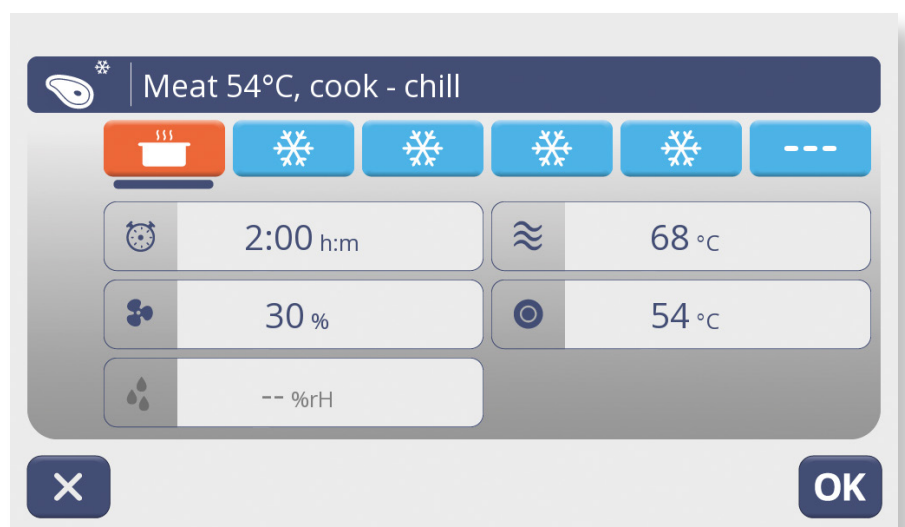 Meat 54°C, cook - chill
---
2:00 h:m
68 °C
30 %
54 °C
-- %rH
OK